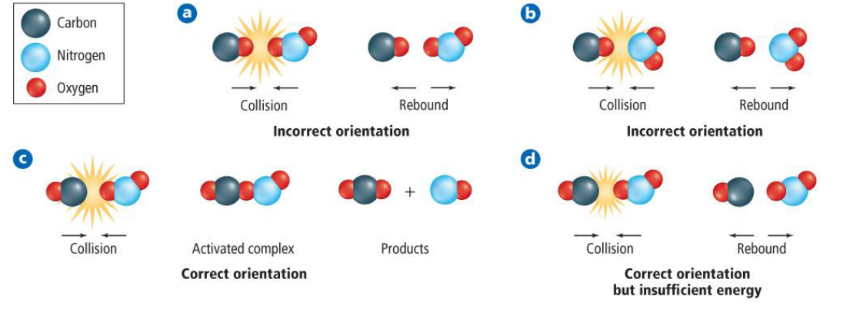 Carbon
Nitrogen
Oxygen
a
Collision
Rebound
Incorrect orientation
b
Collision
Rebound
Incorrect orientation
c
+
Collision
Activated complex
Products
Correct orientation
d
Collision
Rebound
Correct orientation
but insufficient energy